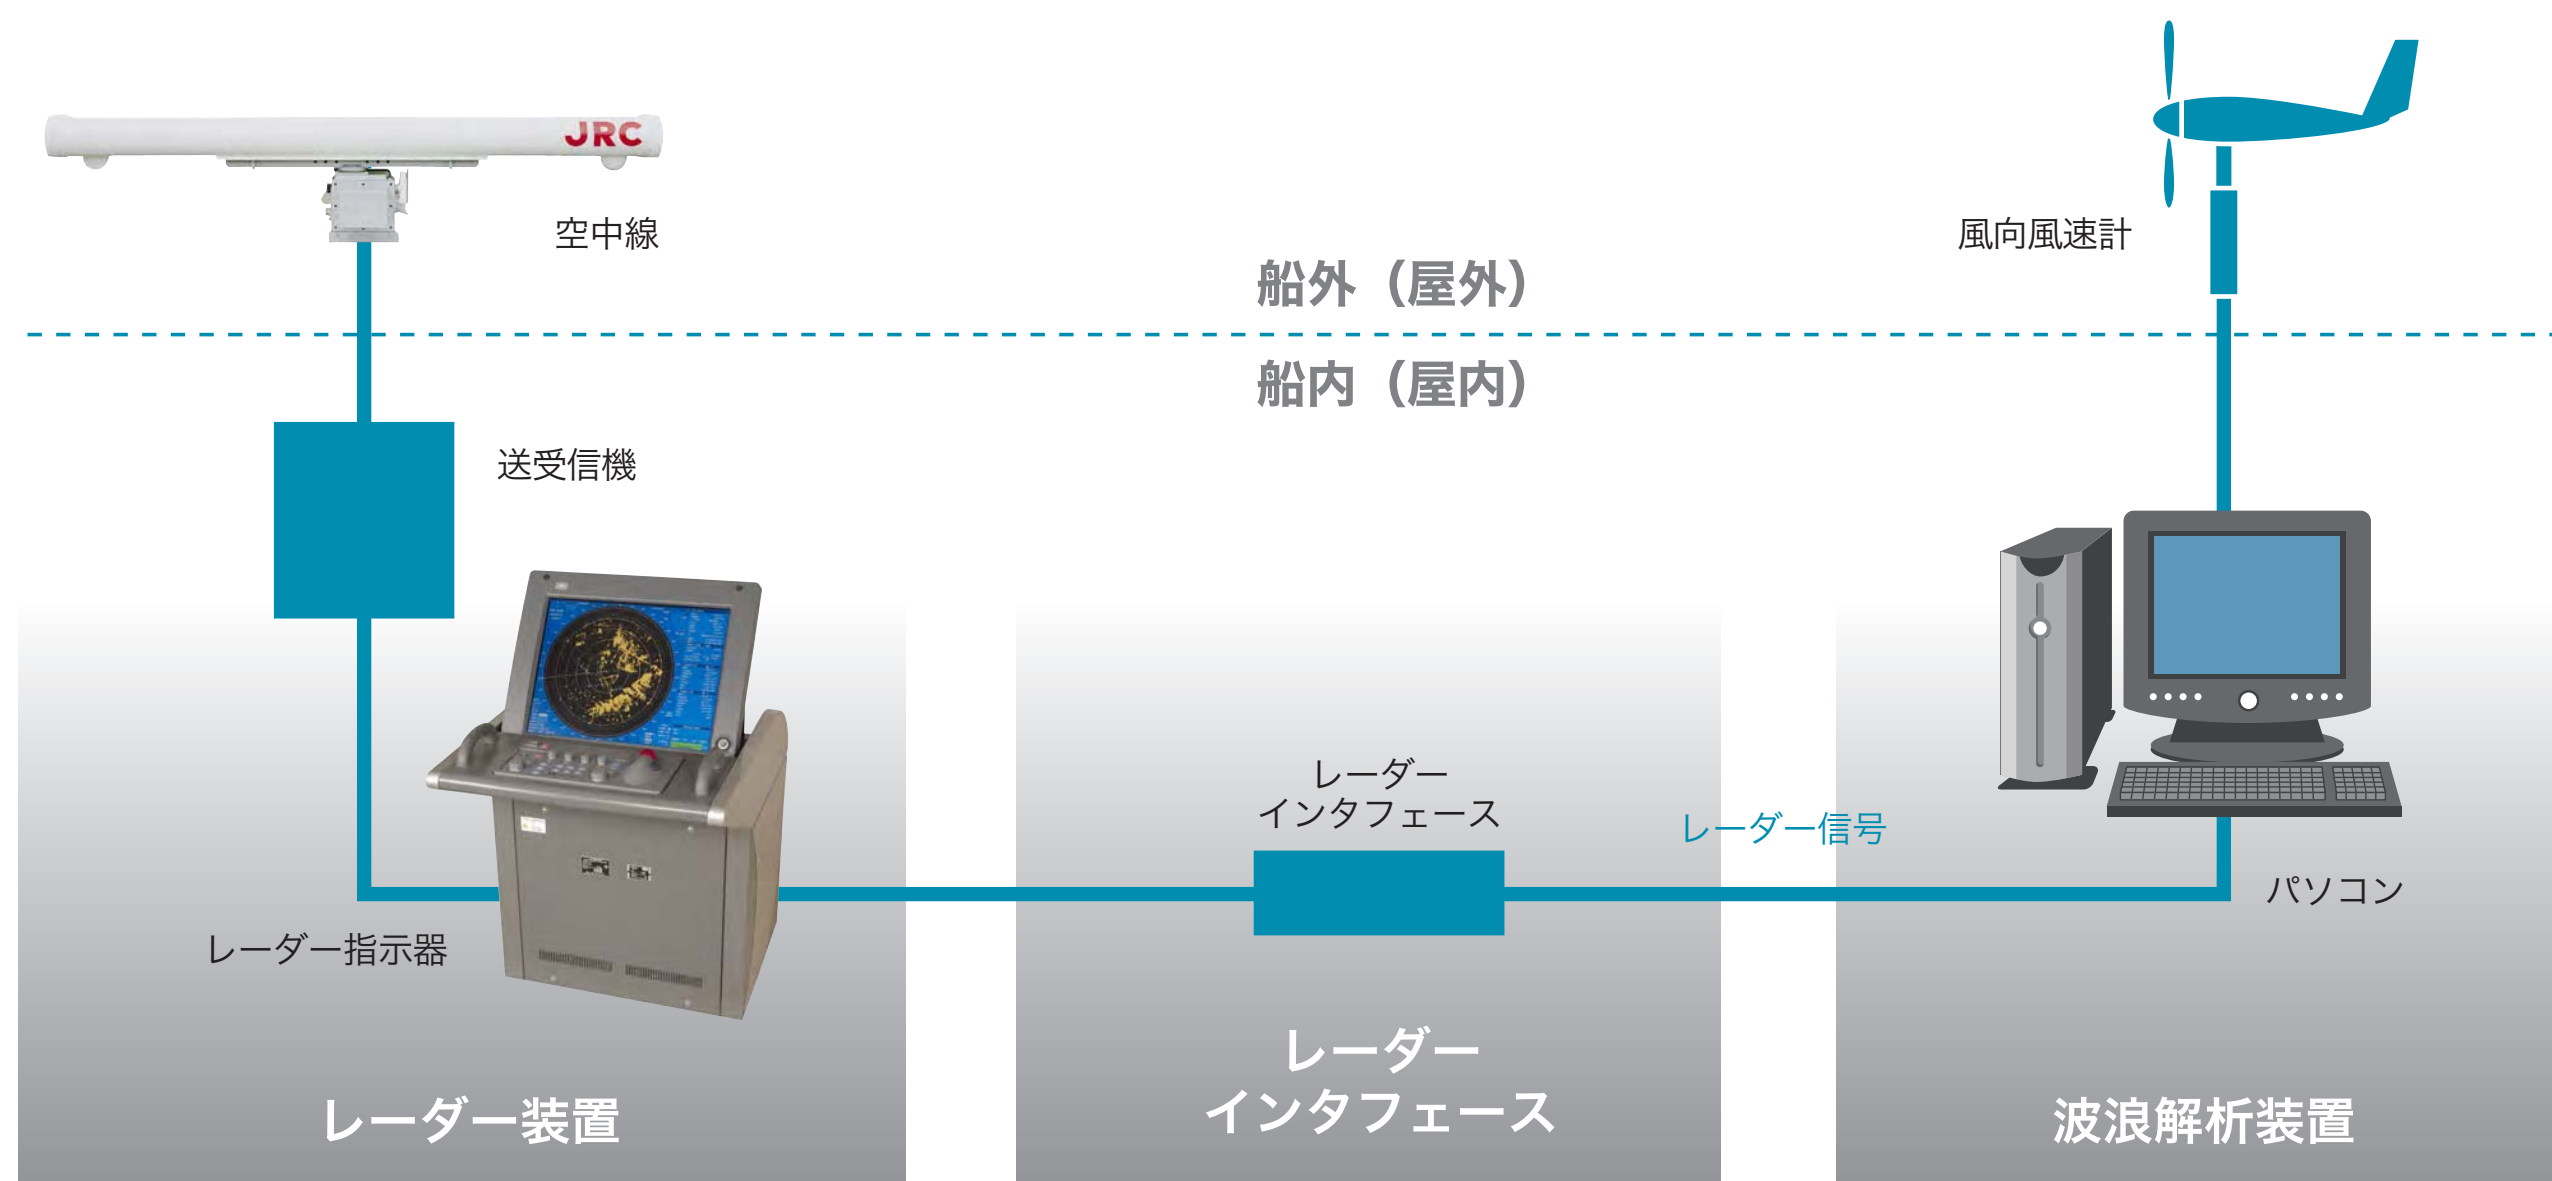 JRC
空中線
風向風速計
船外（屋外）
船内（屋内）
送受信機
レーダー
インタフェース
レーダー信号
パソコン
レーダー指示器
レーダー装置
レーダー
インタフェース
波浪解析装置